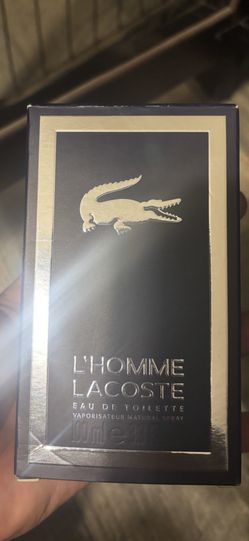 L'HOMME
LACOSTE
EAU DE TOILETTE
VAPORISATEUR NATURAL SPRAY